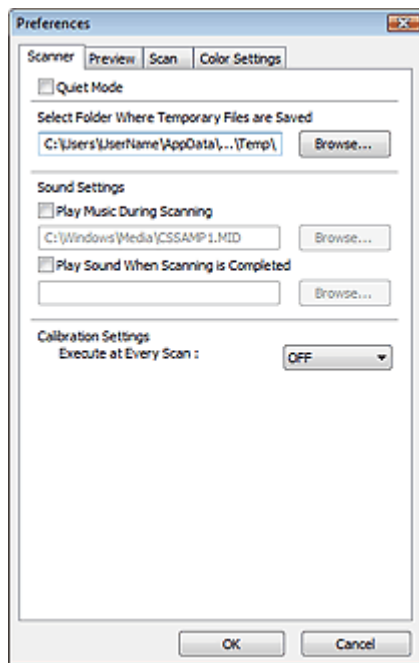 Preferences
Scanner Preview Scan Color Settings
Quiet Mode
Select Folder Where Temporary Files are Saved
C:\Users\UserName\AppData\...\Temp\ Browse...
Sound Settings
Play Music During Scanning
C:\Windows\Media\CSSAMP1.MID Browse...
Play Sound When Scanning is Completed
Browse...
Calibration Settings
Execute at Every Scan : OFF
OK Cancel